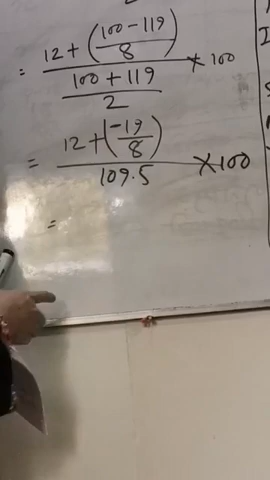 = 12 + (100 - 119 / 8) / (100 + 119 / 2) × 100
= 12 + (-19 / 8) / 109.5 × 100
=